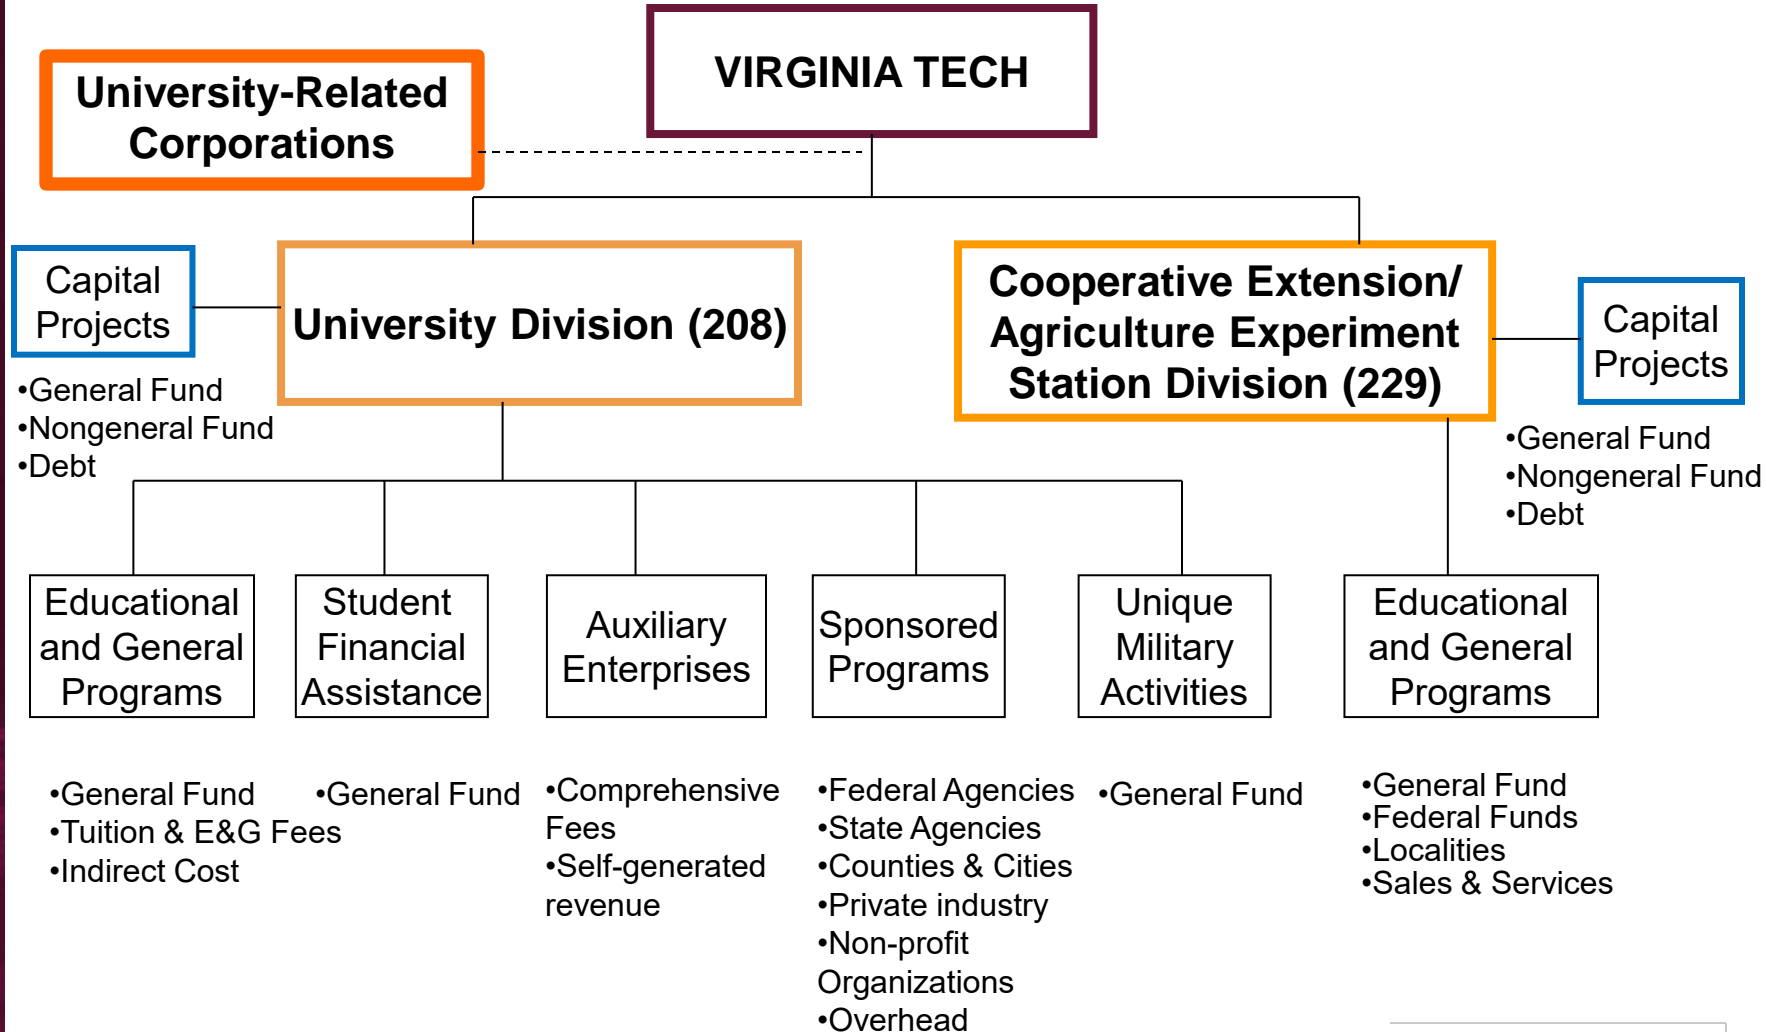 VIRGINIA TECH
University-Related
Corporations
Capital
Projects
•General Fund
•Nongeneral Fund
•Debt
University Division (208)
Cooperative Extension/
Agriculture Experiment
Station Division (229)
Capital
Projects
•General Fund
•Nongeneral Fund
•Debt
Educational
and General
Programs
Student
Financial
Assistance
Auxiliary
Enterprises
Sponsored
Programs
Unique
Military
Activities
Educational
and General
Programs
•General Fund
•Tuition & E&G Fees
•Indirect Cost
•General Fund
•Comprehensive
Fees
•Self-generated
revenue
•Federal Agencies
•State Agencies
•Counties & Cities
•Private industry
•Non-profit
Organizations
•Overhead
•General Fund
•General Fund
•Federal Funds
•Localities
•Sales & Services